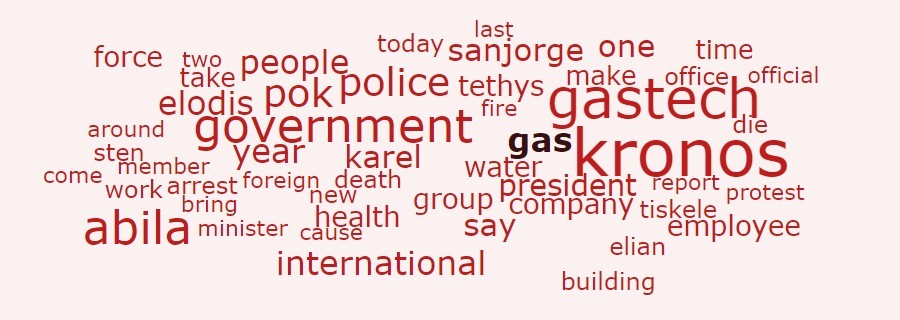 last
today sanjorge one time
force two people
take police tethys make office official
elodis pok gastech
fire
around government gas die
sten year karel kronos
come member water
work arrest foreign death president report protest
bring new group company tiskele
abila minister cause health say employee
elian
international
building